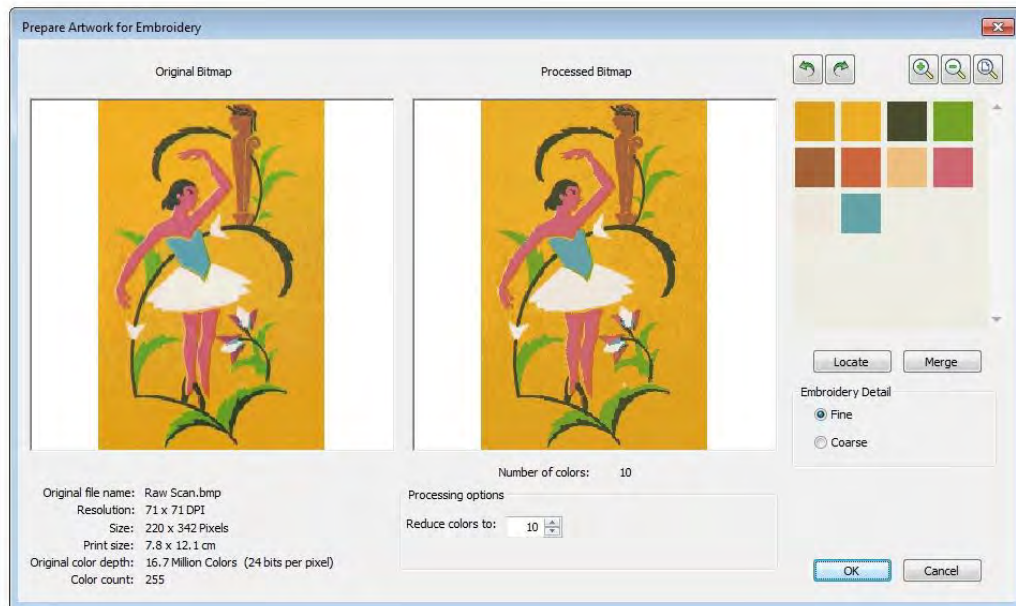 Prepare Artwork for Embroidery
Original Bitmap
Processed Bitmap
Locate
Merge
Embroidery Detail
Fine
Coarse
Number of colors: 10
Processing options
Reduce colors to: 10
Original file name: Raw Scan.bmp
Resolution: 71 x 71 DPI
Size: 220 x 342 Pixels
Print size: 7.8 x 12.1 cm
Original color depth: 16.7 Million Colors (24 bits per pixel)
Color count: 255
OK
Cancel